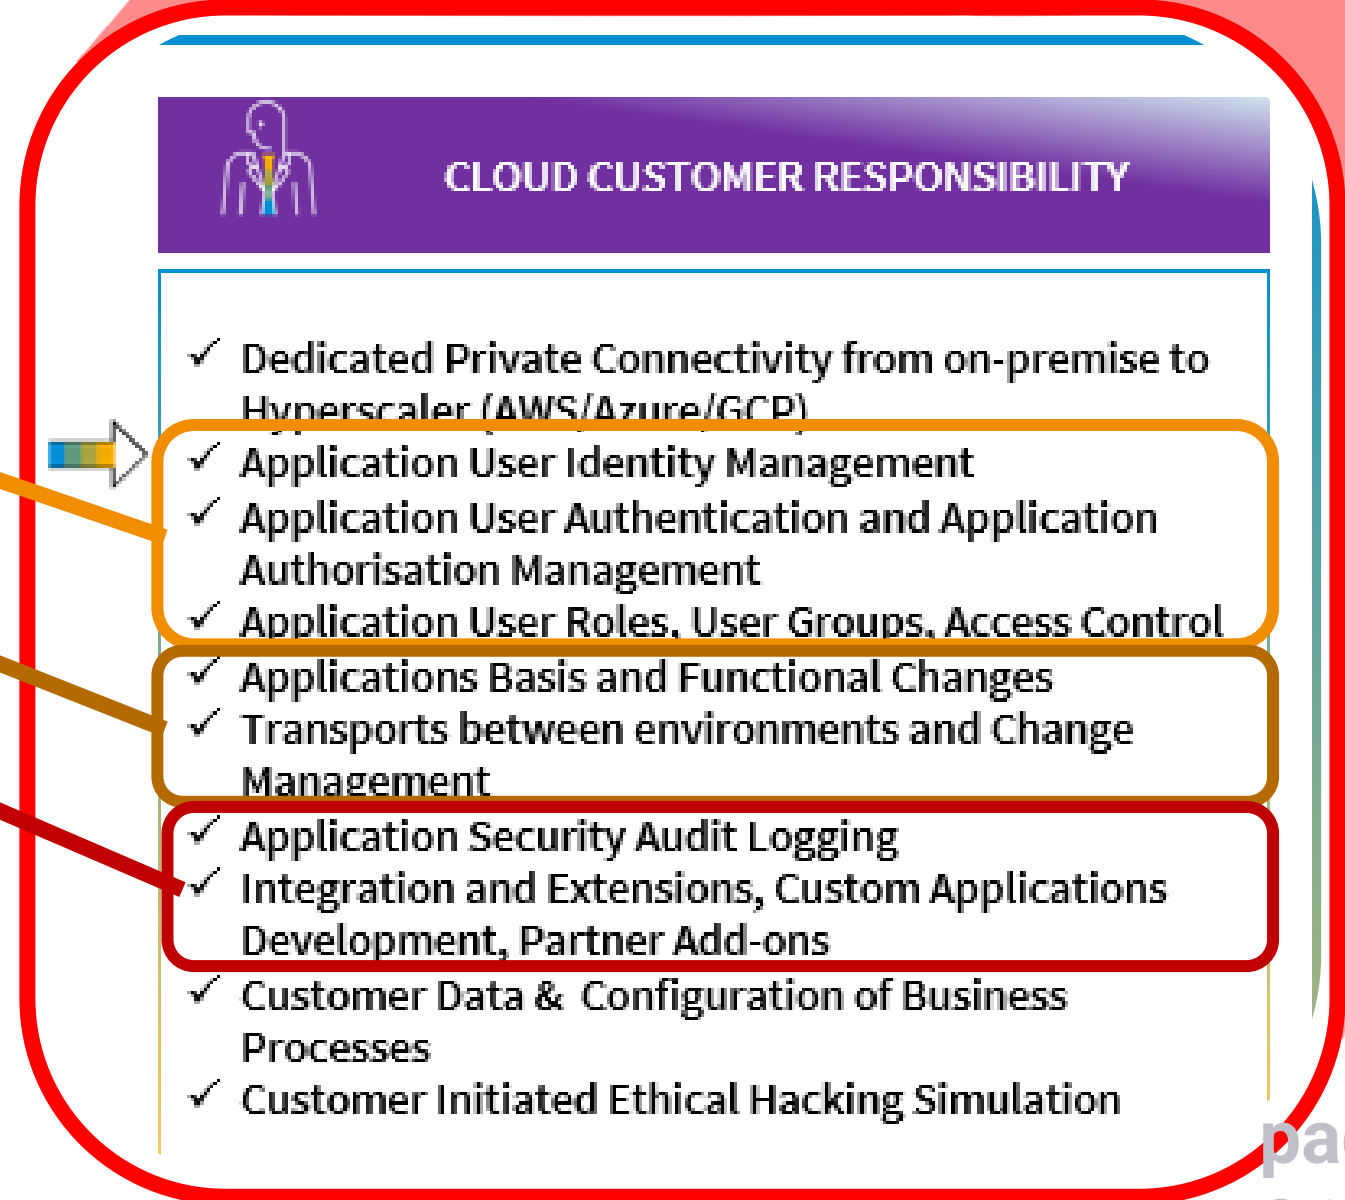 CLOUD CUSTOMER RESPONSIBILITY
✓ Dedicated Private Connectivity from on-premise to
Hyperscaler (AWS/Azure/GCP)
✓ Application User Identity Management
✓ Application User Authentication and Application
Authorisation Management
✓ Application User Roles, User Groups, Access Control
✓ Applications Basis and Functional Changes
✓ Transports between environments and Change
Management
✓ Application Security Audit Logging
✓ Integration and Extensions, Custom Applications
Development, Partner Add-ons
✓ Customer Data & Configuration of Business
Processes
✓ Customer Initiated Ethical Hacking Simulation